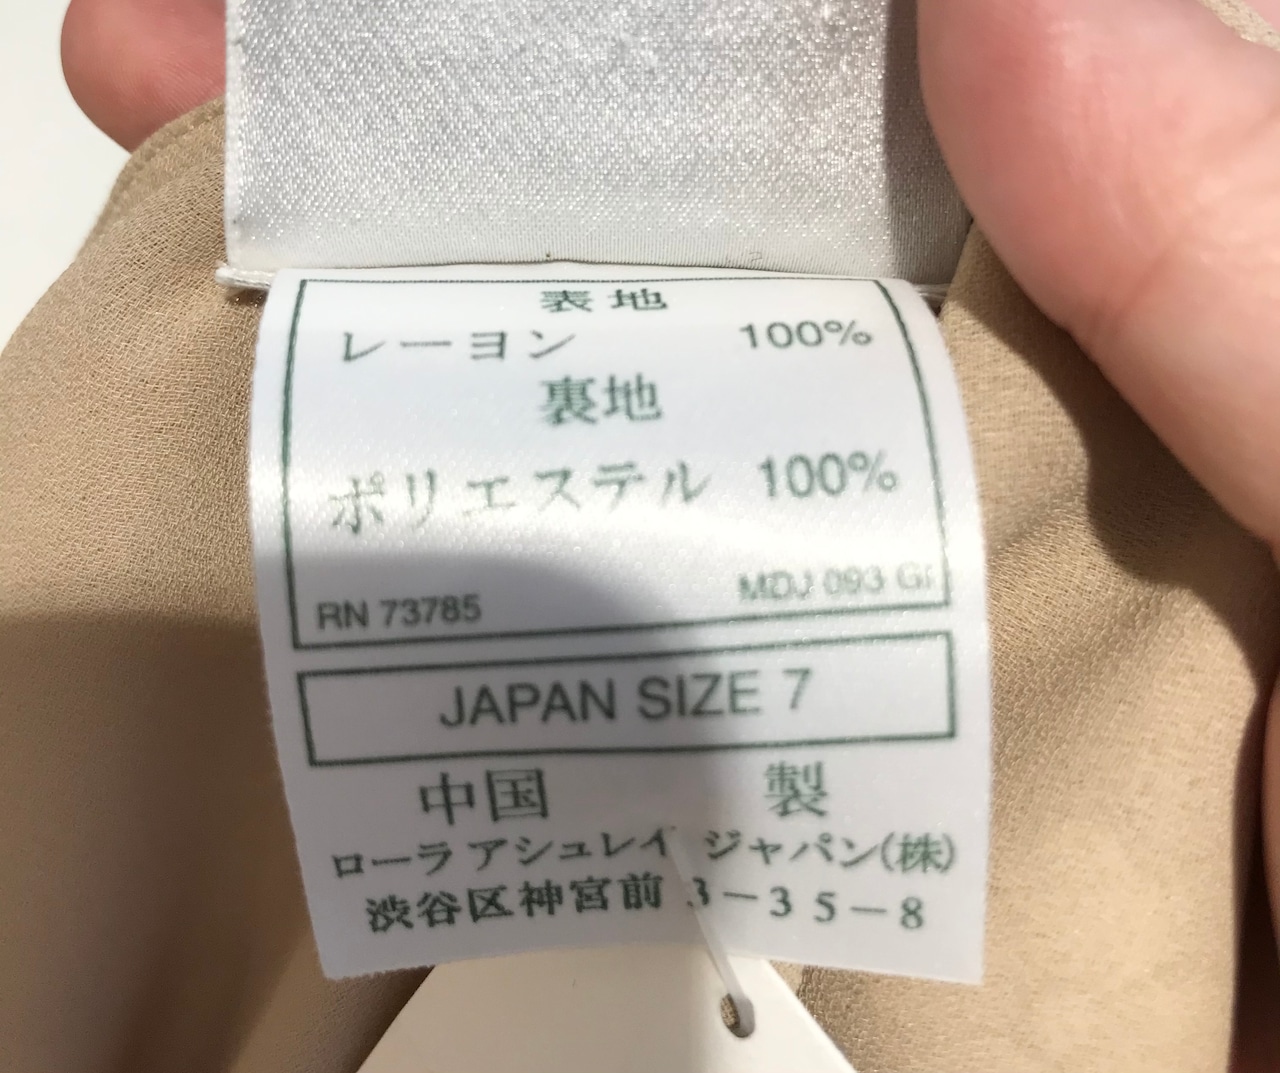 表地
レーヨン 100%
裏地
ポリエステル 100%
RN 73785 MDJ 093
JAPAN SIZE 7
中国 製
ローラ アシュレイ ジャパン(株)
渋谷区神宮前 3-35-8